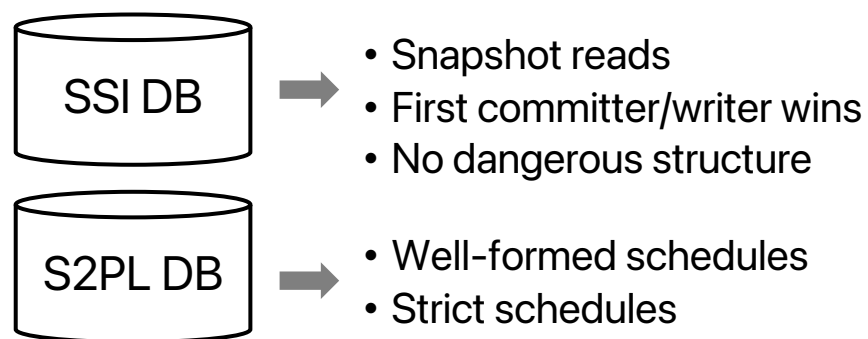 SSI DB
• Snapshot reads
• First committer/writer wins
• No dangerous structure
S2PL DB
• Well-formed schedules
• Strict schedules